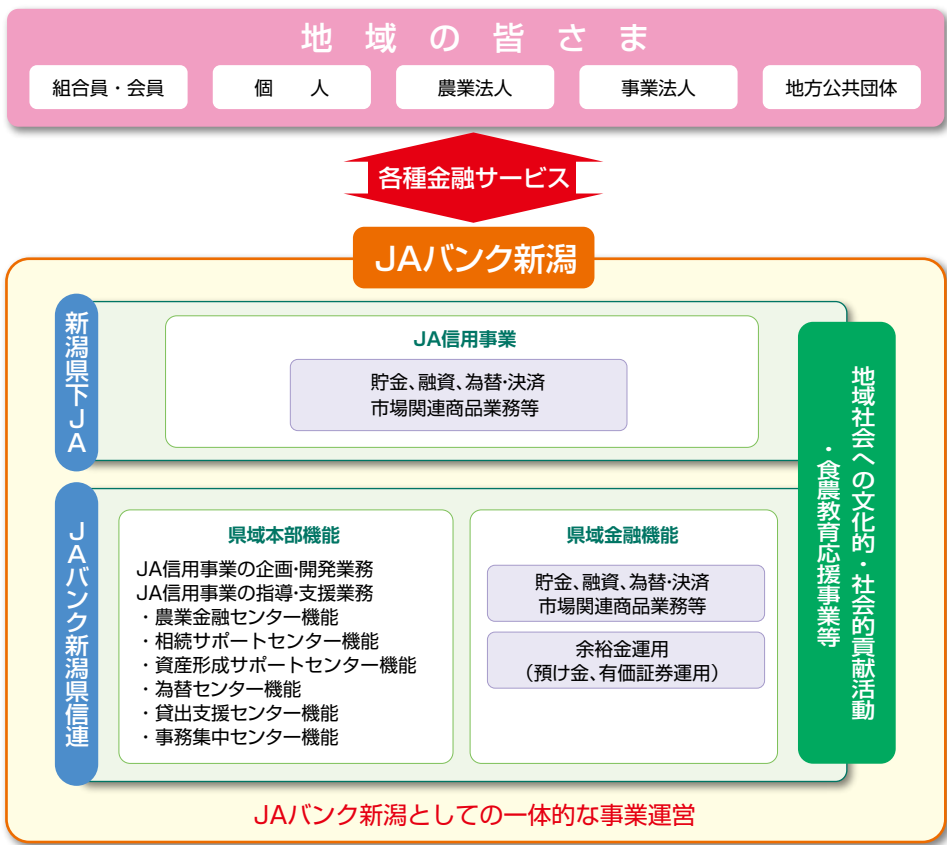 地域の皆さま
組合員・会員
個人
農業法人
事業法人
地方公共団体
各種金融サービス
JAバンク新潟
新潟県下JA
JA信用事業
貯金、融資、為替・決済
市場関連商品業務等
JAバンク新潟県信連
県域本部機能
JA信用事業の企画・開発業務
JA信用事業の指導・支援業務
・農業金融センター機能
・相続サポートセンター機能
・資産形成サポートセンター機能
・為替センター機能
・貸出支援センター機能
・事務集中センター機能
県域金融機能
貯金、融資、為替・決済
市場関連商品業務等
余裕金運用
（預け金、有価証券運用）
地域社会への文化的・社会的貢献活動
・食農教育応援事業等
JAバンク新潟としての一体的な事業運営